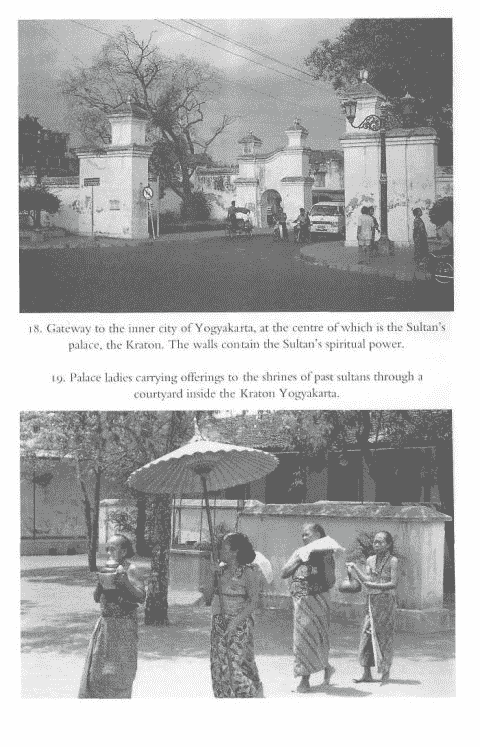 18. Gateway to the inner city of Yogyakarta, at the centre of which is the Sultan's
palace, the Kraton. The walls contain the Sultan's spiritual power.
19. Palace ladies carrying offerings to the shrines of past sultans through a
courtyard inside the Kraton Yogyakarta.